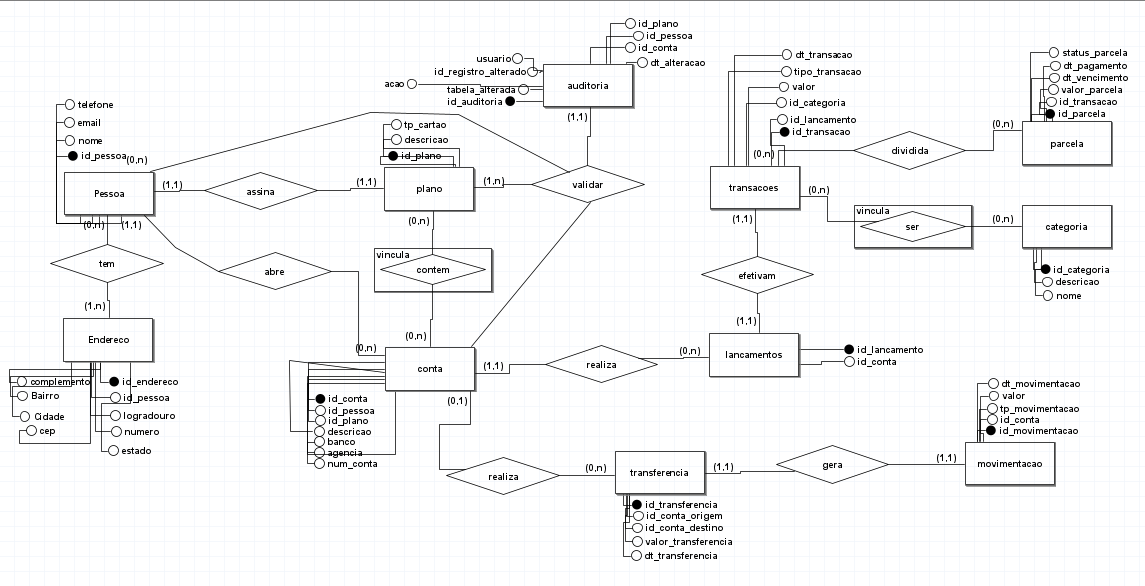 id_plano
id_pessoa
id_conta
dt_alteracao
usuario
id_registro_alterado
acao
tabela_alterada
id_auditoria
auditoria
(1,1)
dt_transacao
tipo_transacao
valor
id_categoria
id_lancamento
id_transacao
(0,n)
transacoes
(1,1)
(0,n)
dividida
(0,n)
status_parcela
dt_pagamento
dt_vencimento
valor_parcela
id_transacao
id_parcela
parcela
telefone
email
nome
id_pessoa
(0,n)
Pessoa
(1,1)
(0,n)
(1,1)
assina
(1,1)
tp_cartao
descricao
id_plano
plano
(1,n)
(0,n)
validar
vincula
ser
(0,n)
categoria
id_categoria
descricao
nome
tem
(1,n)
abre
(0,n)
vincula
contem
(0,n)
efetivam
(1,1)
Endereco
complemento
Bairro
Cidade
cep
id_endereco
id_pessoa
logradouro
numero
estado
conta
(1,1)
(0,1)
id_conta
id_pessoa
id_plano
descricao
banco
agencia
num_conta
realiza
(0,n)
lancamentos
id_lancamento
id_conta
realiza
(0,n)
transferencia
(1,1)
id_transferencia
id_conta_origem
id_conta_destino
valor_transferencia
dt_transferencia
gera
(1,1)
dt_movimentacao
valor
tp_movimentacao
id_conta
id_movimentacao
movimentacao